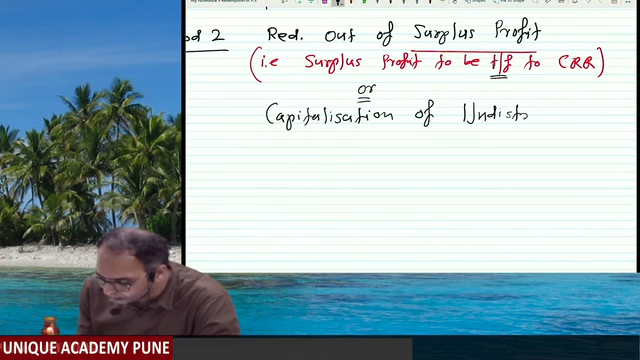 od 2 Red. out of Surplus Profit
(i.e Surplus Profit to be t/f to CRR)
or
Capitalisation of Undist
UNIQUE ACADEMY PUNE